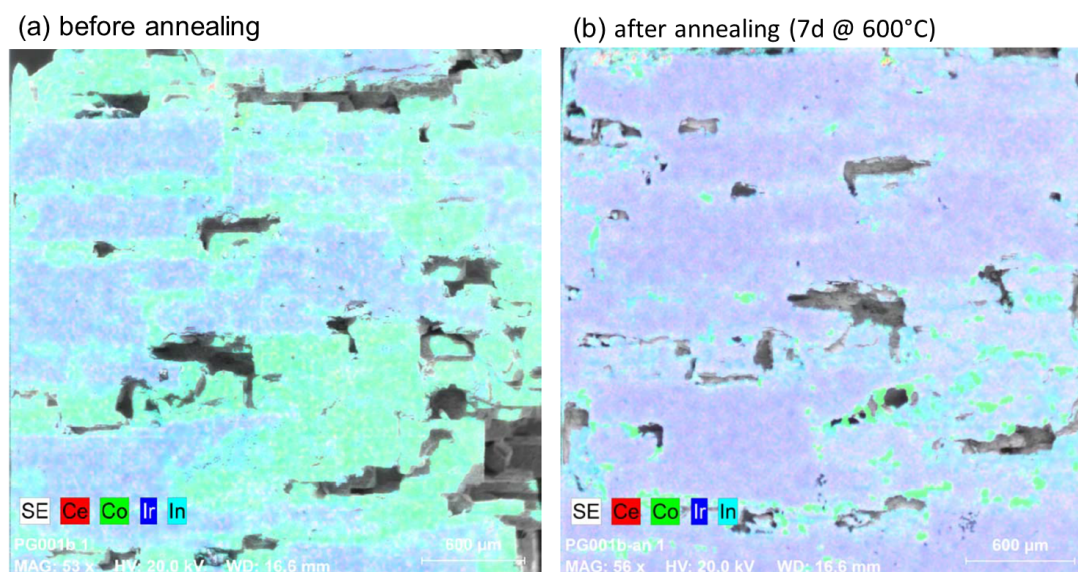 (a) before annealing
(b) after annealing (7d @ 600°C)
SE Ce Co Ir In
PG001b 1
600 µm
MAG: 53 x HV: 20.0 kV WD: 16.6 mm
SE Ce Co Ir In
PG001b-an 1
600 µm
MAG: 56 x HV: 20.0 kV WD: 16.6 mm